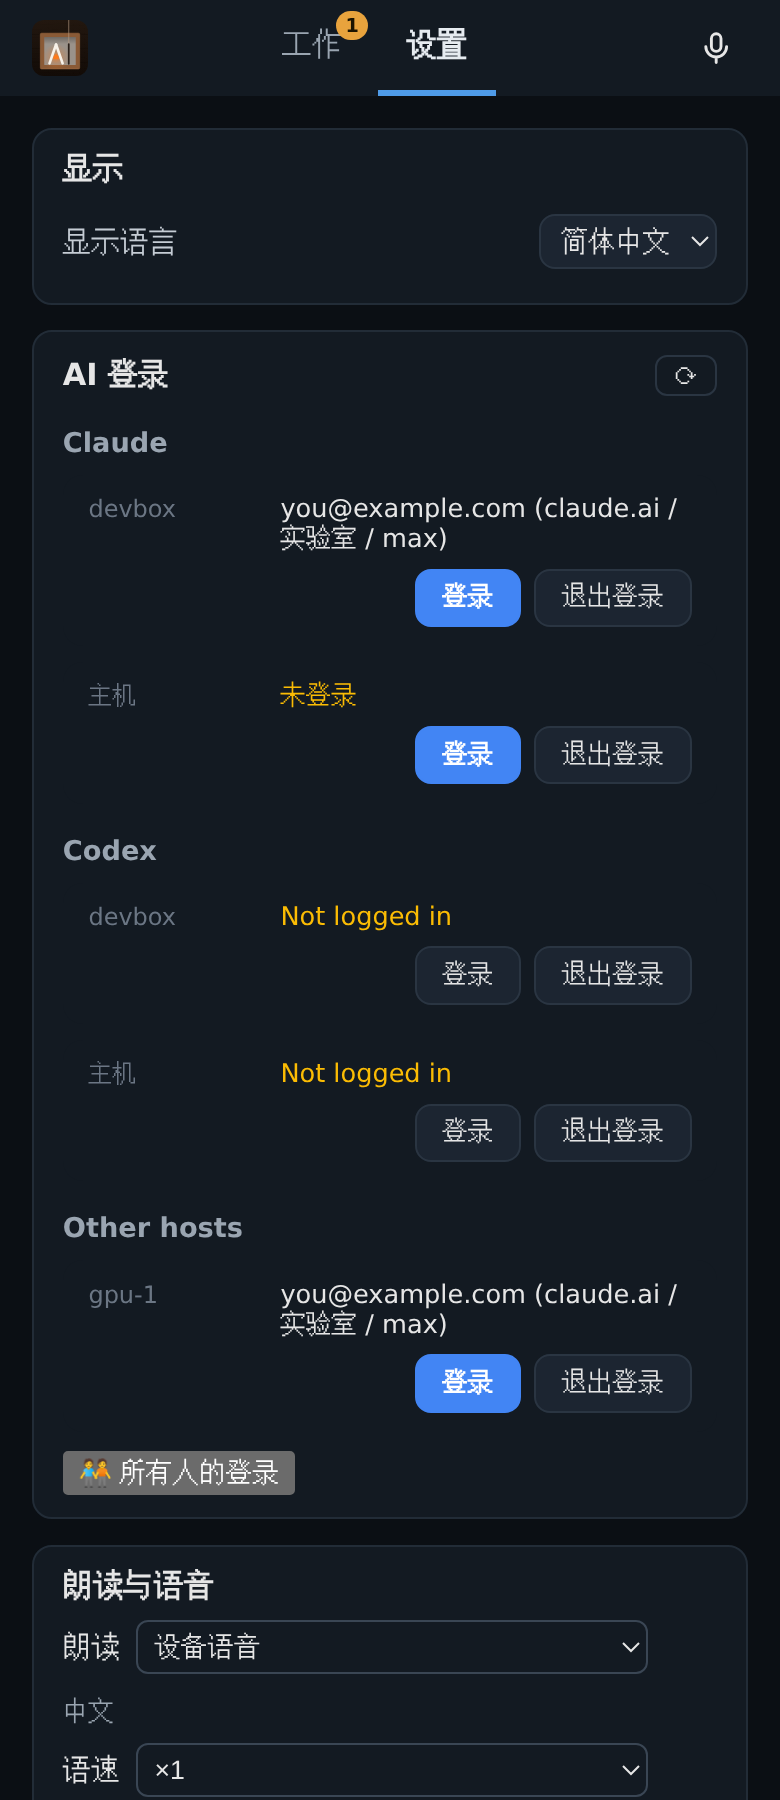 工作 1 设置
显示
显示语言 简体中文
AI 登录
Claude
devbox you@example.com (claude.ai /
实验室 / max)
登录 退出登录
主机 未登录
登录 退出登录
Codex
devbox Not logged in
登录 退出登录
主机 Not logged in
登录 退出登录
Other hosts
gpu-1 you@example.com (claude.ai /
实验室 / max)
登录 退出登录
所有人的登录
朗读与语音
朗读 设备语音
中文
语速 ×1